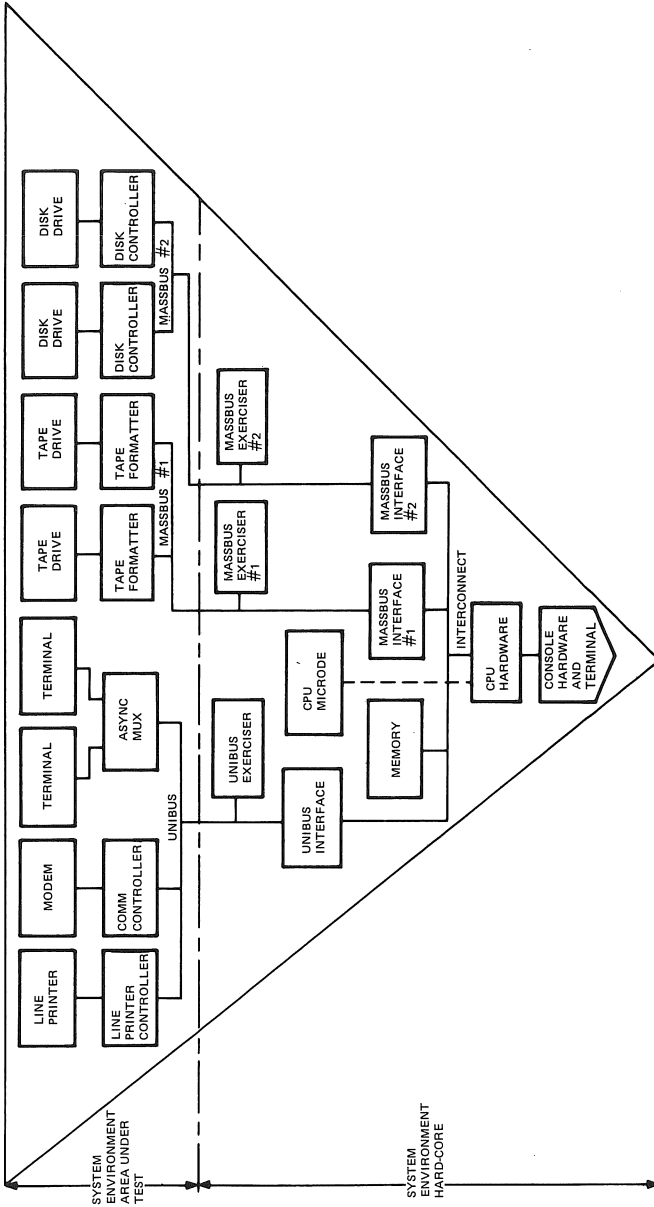 LINE
PRINTER
MODEM
TERMINAL
TERMINAL
TAPE
DRIVE
TAPE
DRIVE
DISK
DRIVE
DISK
DRIVE
LINE
PRINTER
CONTROLLER
COMM
CONTROLLER
ASYNC
MUX
TAPE
FORMATTER
TAPE
FORMATTER
DISK
CONTROLLER
DISK
CONTROLLER
UNIBUS
MASSBUS #1
MASSBUS #2
SYSTEM
ENVIRONMENT
AREA UNDER
TEST
UNIBUS
EXERCISER
MASSBUS
EXERCISER
#1
MASSBUS
EXERCISER
#2
UNIBUS
INTERFACE
CPU
MICRODE
MEMORY
MASSBUS
INTERFACE
#1
MASSBUS
INTERFACE
#2
INTERCONNECT
SYSTEM
ENVIRONMENT
HARD-CORE
CPU
HARDWARE
CONSOLE
HARDWARE
AND
TERMINAL